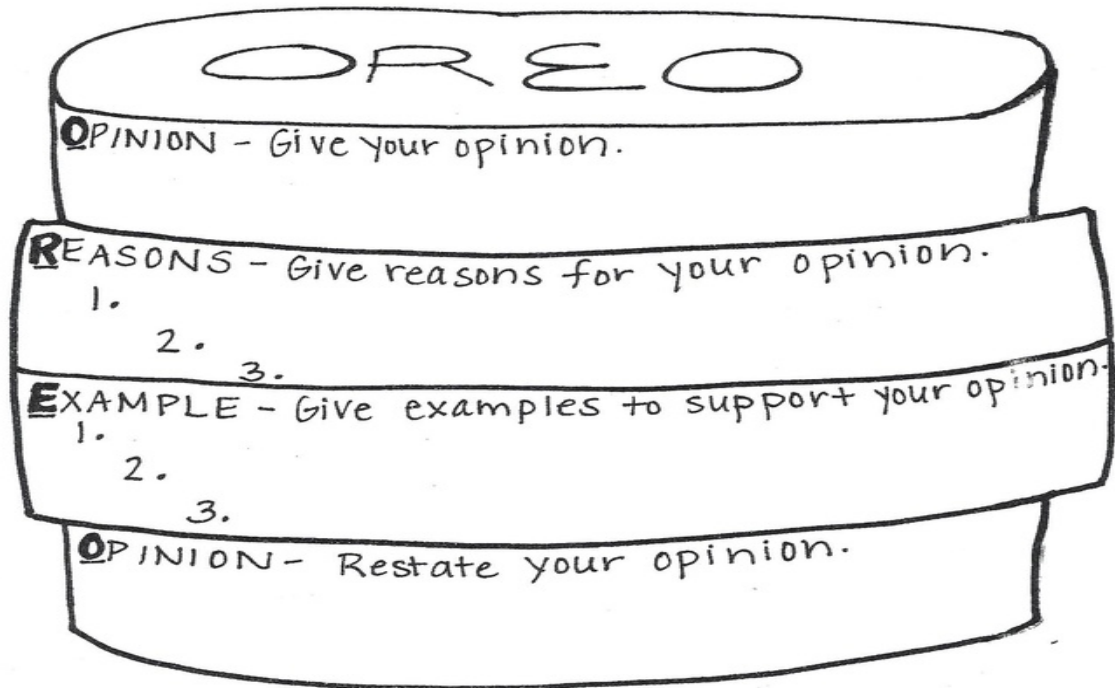 OREO
OPINION - Give your opinion.
REASONS - Give reasons for your opinion.
1.
2.
3.
EXAMPLE - Give examples to support your opinion.
1.
2.
3.
OPINION - Restate your opinion.